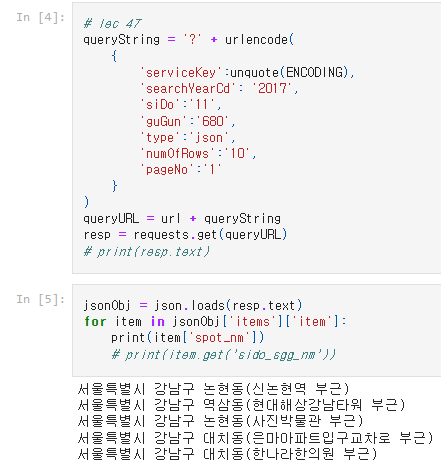 In [4]:
# lec 47
queryString = '?' + urlencode(
    {
        'serviceKey':unquote(ENCODING),
        'searchYearCd': '2017',
        'siDo':'11',
        'guGun':'680',
        'type':'json',
        'numOfRows':'10',
        'pageNo':'1'
    }
)
queryURL = url + queryString
resp = requests.get(queryURL)
# print(resp.text)
In [5]:
jsonObj = json.loads(resp.text)
for item in jsonObj['items']['item']:
    print(item['spot_nm'])
    # print(item.get('sido_sgg_nm'))
서울특별시 강남구 논현동(신논현역 부근)
서울특별시 강남구 역삼동(현대해상강남타워 부근)
서울특별시 강남구 논현동(사진박물관 부근)
서울특별시 강남구 대치동(은마아파트입구교차로 부근)
서울특별시 강남구 대치동(한나라한의원 부근)